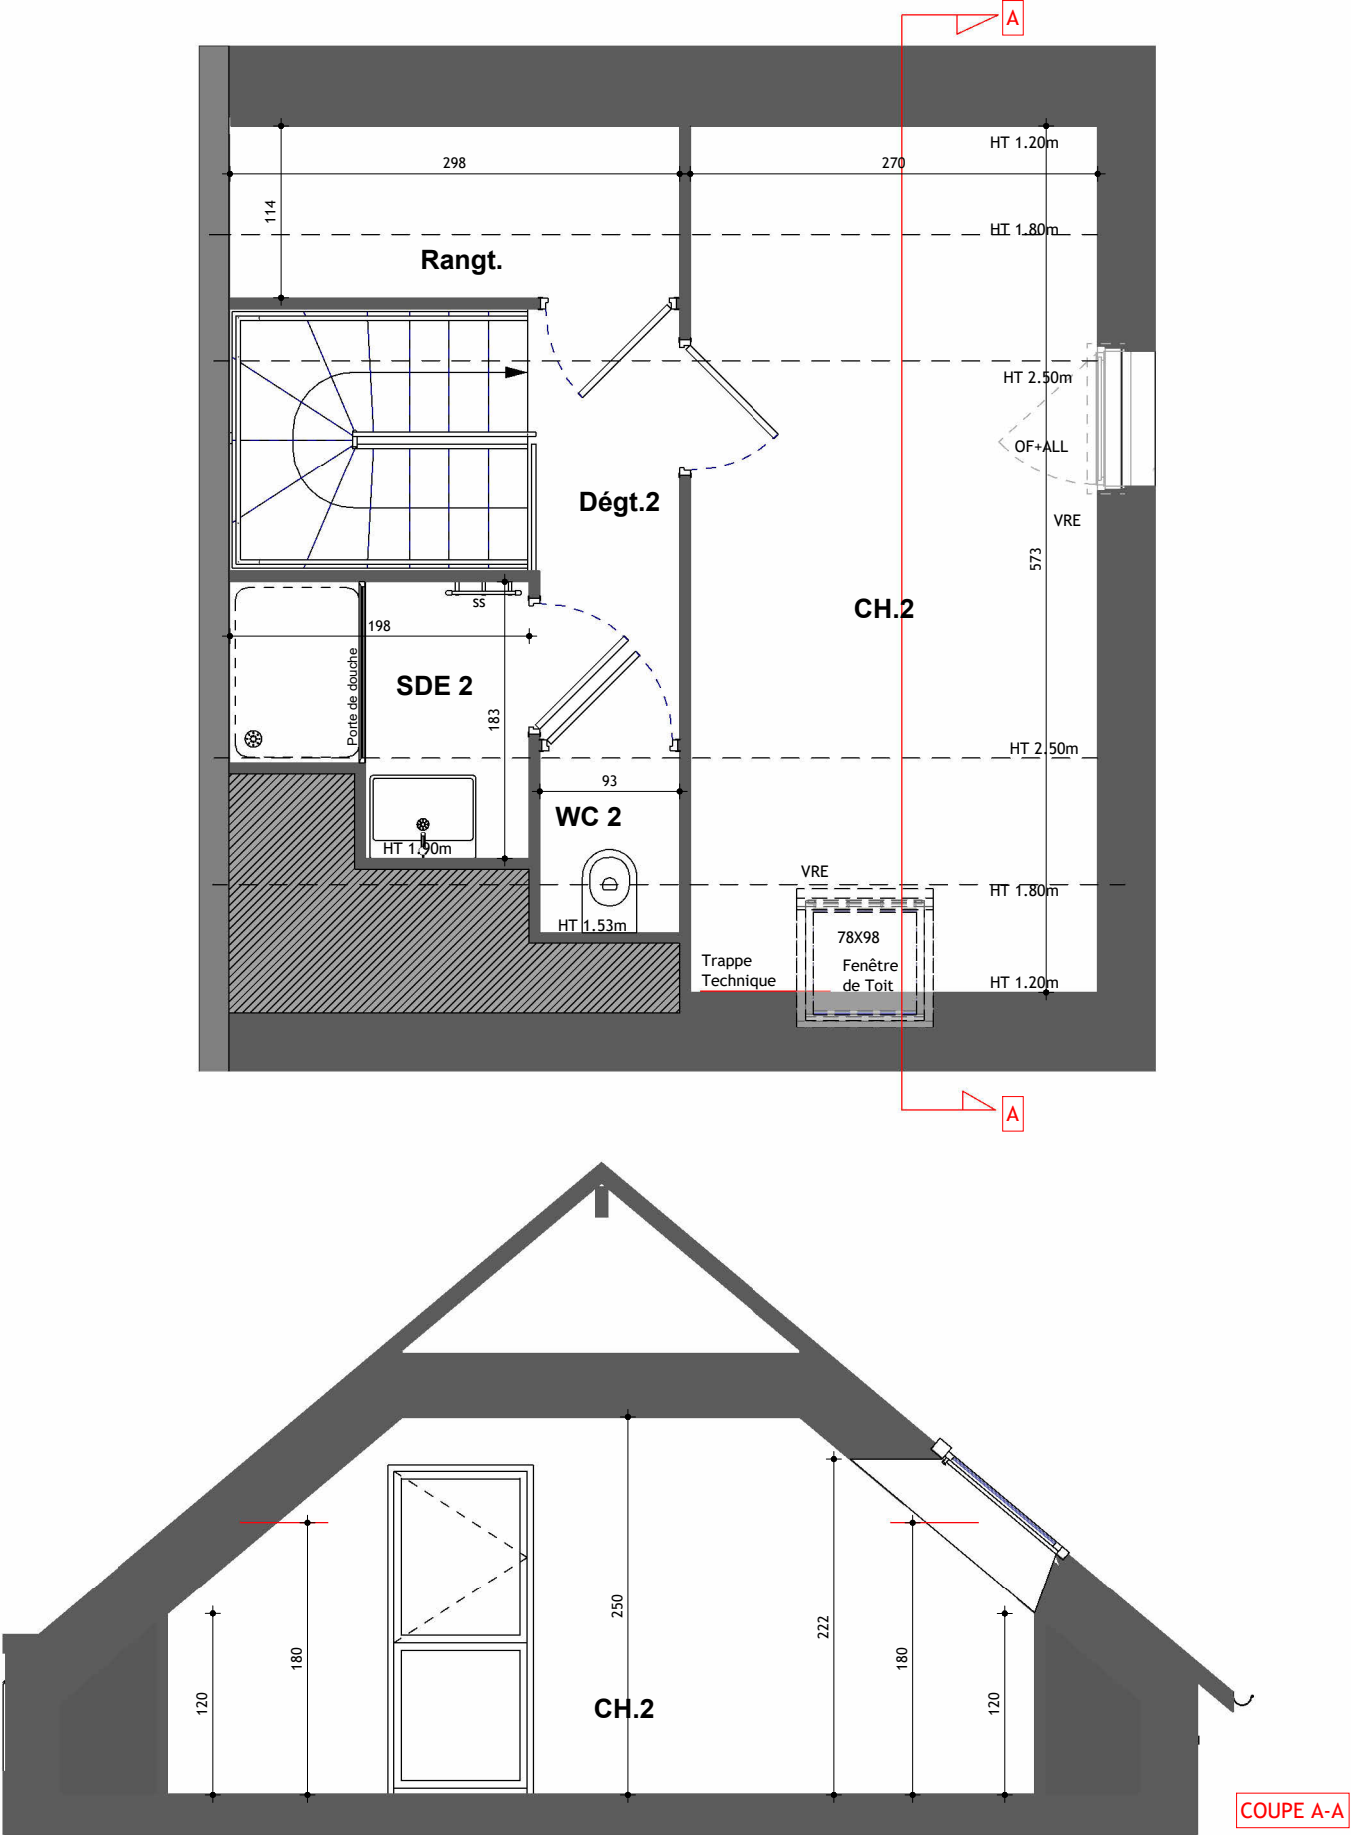 A
HT 1.20m
298
270
114
HT 1.80m
Rangt.
HT 2.50m
OF+ALL
Dégt.2
VRE
573
CH.2
SS
198
Porte de douche
SDE 2
183
HT 2.50m
93
WC 2
HT 1.90m
VRE
HT 1.80m
HT 1.53m
78X98
Trappe
Technique
Fenêtre
de Toit
HT 1.20m
A
250
222
180
180
120
120
CH.2
COUPE A-A